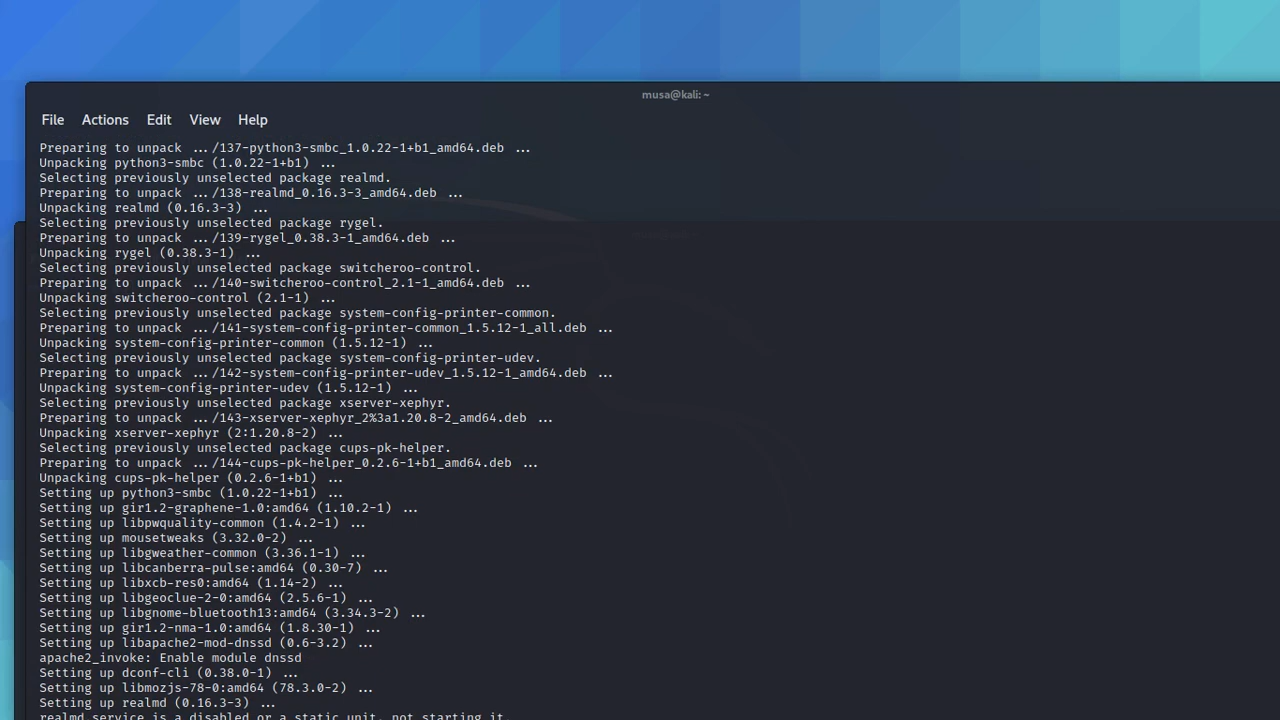 musa@kali: ~
File Actions Edit View Help
Preparing to unpack .../137-python3-smbc_1.0.22-1+b1_amd64.deb ...
Unpacking python3-smbc (1.0.22-1+b1) ...
Selecting previously unselected package realmd.
Preparing to unpack .../138-realmd_0.16.3-3_amd64.deb ...
Unpacking realmd (0.16.3-3) ...
Selecting previously unselected package rygel.
Preparing to unpack .../139-rygel_0.38.3-1_amd64.deb ...
Unpacking rygel (0.38.3-1) ...
Selecting previously unselected package switcheroo-control.
Preparing to unpack .../140-switcheroo-control_2.1-1_amd64.deb ...
Unpacking switcheroo-control (2.1-1) ...
Selecting previously unselected package system-config-printer-common.
Preparing to unpack .../141-system-config-printer-common_1.5.12-1_all.deb ...
Unpacking system-config-printer-common (1.5.12-1) ...
Selecting previously unselected package system-config-printer-udev.
Preparing to unpack .../142-system-config-printer-udev_1.5.12-1_amd64.deb ...
Unpacking system-config-printer-udev (1.5.12-1) ...
Selecting previously unselected package xserver-xephyr.
Preparing to unpack .../143-xserver-xephyr_2%3a1.20.8-2_amd64.deb ...
Unpacking xserver-xephyr (2:1.20.8-2) ...
Selecting previously unselected package cups-pk-helper.
Preparing to unpack .../144-cups-pk-helper_0.2.6-1+b1_amd64.deb ...
Unpacking cups-pk-helper (0.2.6-1+b1) ...
Setting up python3-smbc (1.0.22-1+b1) ...
Setting up gir1.2-graphene-1.0:amd64 (1.10.2-1) ...
Setting up libpwquality-common (1.4.2-1) ...
Setting up mousetweaks (3.32.0-2) ...
Setting up libgweather-common (3.36.1-1) ...
Setting up libcanberra-pulse:amd64 (0.30-7) ...
Setting up libxcb-res0:amd64 (1.14-2) ...
Setting up libgeoclue-2-0:amd64 (2.5.6-1) ...
Setting up libgnome-bluetooth13:amd64 (3.34.3-2) ...
Setting up gir1.2-nma-1.0:amd64 (1.8.30-1) ...
Setting up libapache2-mod-dnssd (0.6-3.2) ...
apache2_invoke: Enable module dnssd
Setting up dconf-cli (0.38.0-1) ...
Setting up libmozjs-78-0:amd64 (78.3.0-2) ...
Setting up realmd (0.16.3-3) ...
realmd.service is a disabled or a static unit, not starting it.